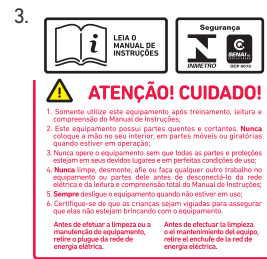 3.
LEIA O
MANUAL DE
INSTRUÇÕES
Segurança
INMETRO
SENAI
OCP 0070
ATENÇÃO! CUIDADO!
1. Somente utilize este equipamento após treinamento, leitura e
compreensão do Manual de Instruções;
2. Este equipamento possui partes quentes e cortantes. Nunca
coloque a mão no seu interior, em partes móveis ou giratórias
quando estiver em operação;
3. Nunca opere o equipamento sem que todas as partes e proteções
estejam em seus devidos lugares e em perfeitas condições de uso;
4. Nunca limpe, desmonte, afie ou faça qualquer outro trabalho no
equipamento ou partes dele antes de desconectá-lo da rede
elétrica e da leitura e compreensão total do Manual de Instruções;
5. Sempre desligue o equipamento quando não estiver em uso;
6. Certifique-se de que as crianças sejam vigiadas para assegurar
que elas não estejam brincando com o equipamento.
Antes de efetuar a limpeza ou a
manutenção do equipamento,
retire o plugue da rede de
energia elétrica.
Antes de efectuar la limpieza
o el mantenimiento del equipo,
retire el enchufe de la red de
energía eléctrica.